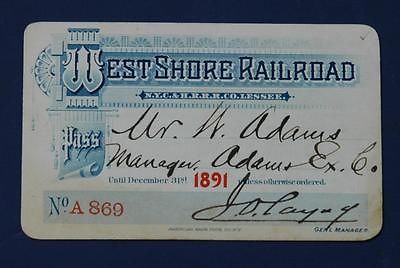 WEST SHORE RAILROAD
N.Y.C. & H.R.R.R. CO. LESSEE.
Pass Mr. W. Adams
Manager, Adams Ex. Co.
Until December 31st 1891 unless otherwise ordered.
No A 869
GENL MANAGER